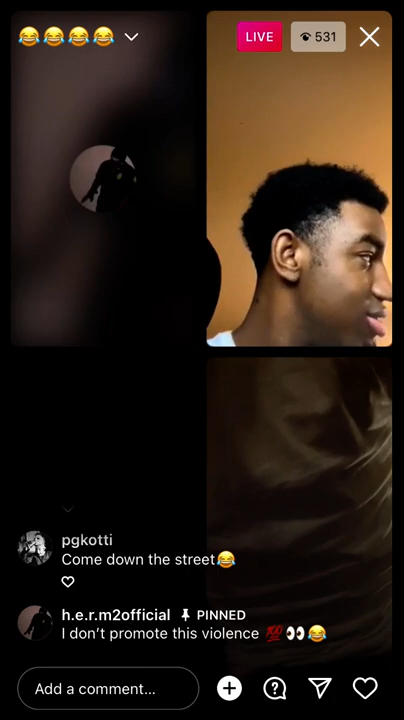 😂😂😂😂
LIVE
531
pgkotti
Come down the street😂
h.e.r.m2official PINNED
I don't promote this violence 💯👀😂
Add a comment...